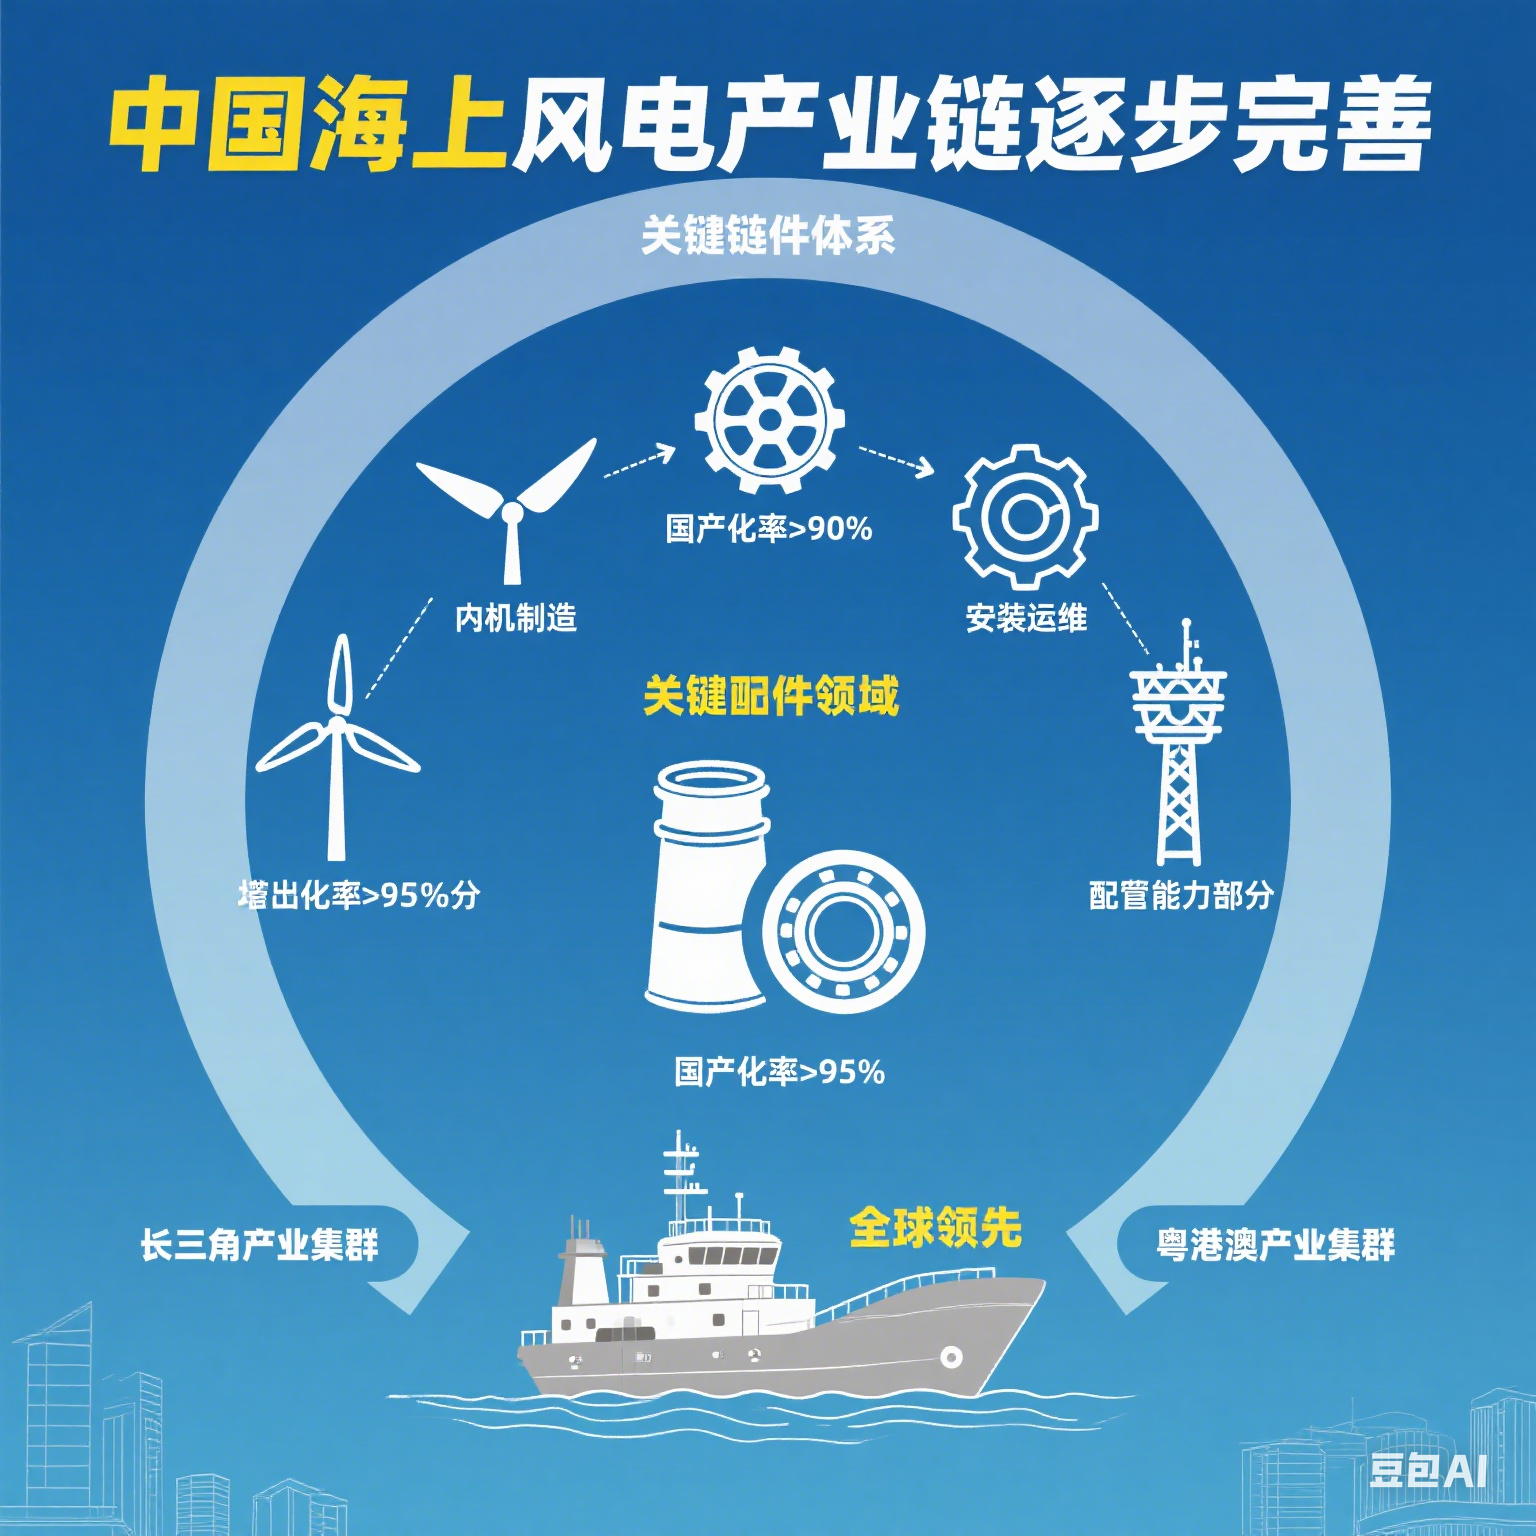 中国海上风电产业链逐步完善
关键链件体系
国产化率>90%
内机制造
安装运维
关键配件领域
增出化率>95%分
配管能力部分
国产化率>95%
全球领先
长三角产业集群
粤港澳产业集群
豆包AI